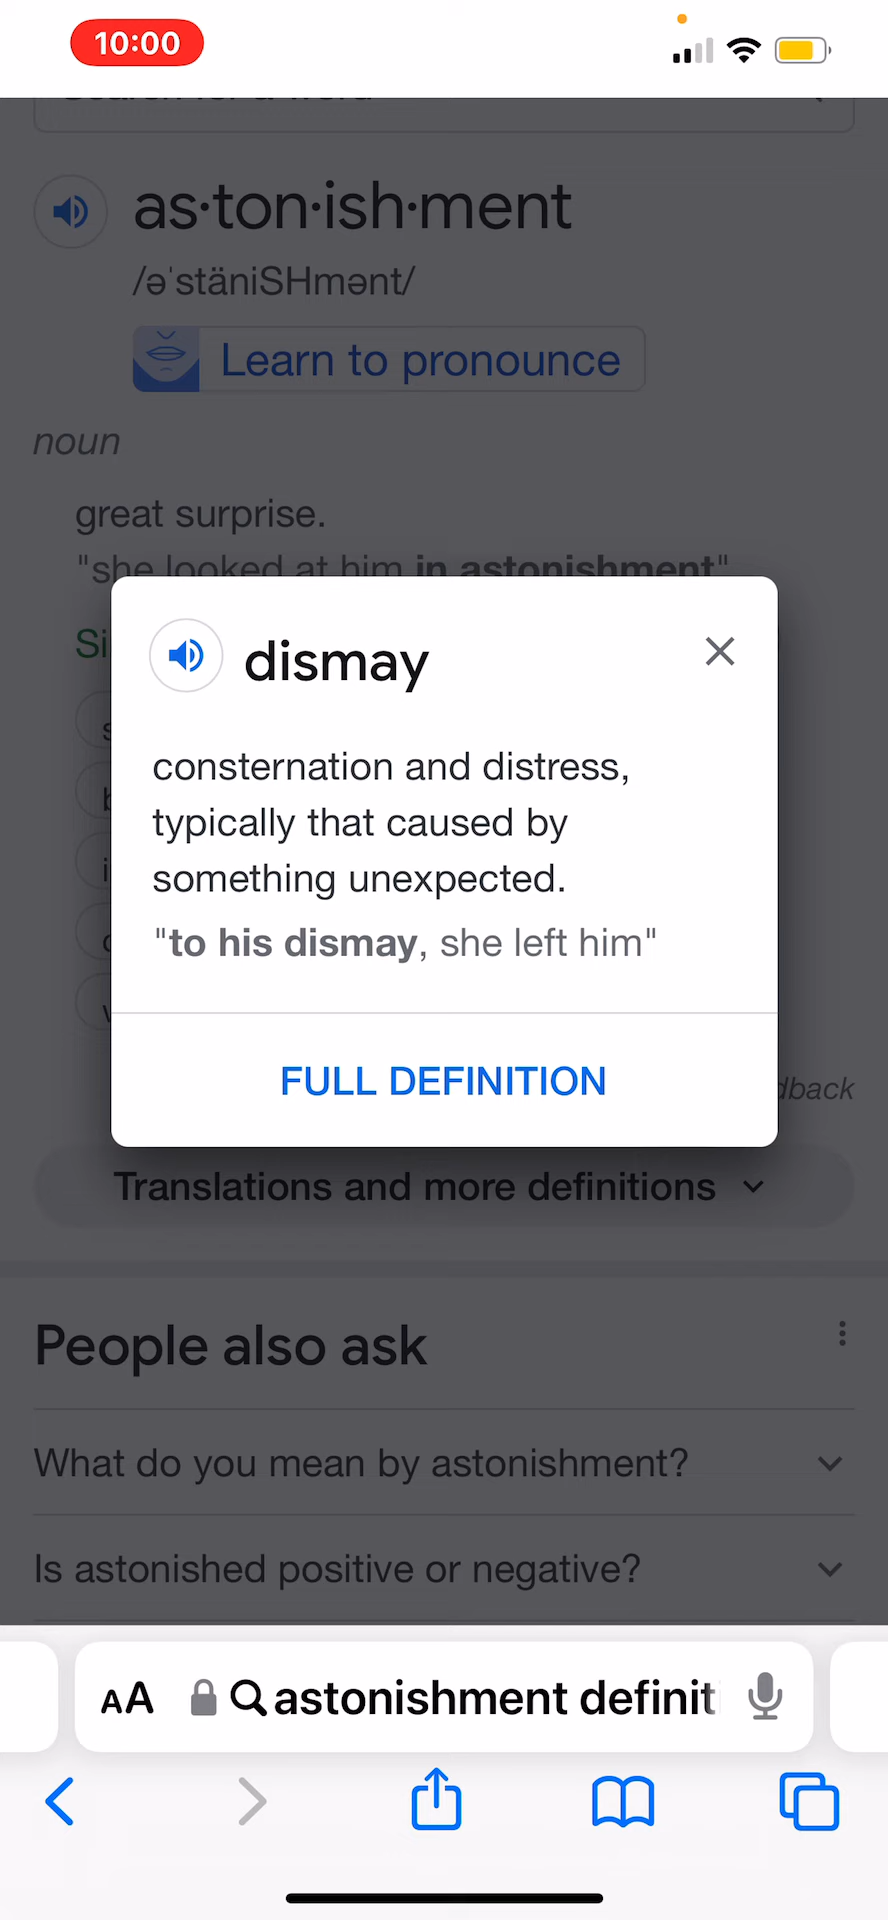 10:00
as·ton·ish·ment
/əˈstäniSHmənt/
Learn to pronounce
noun
great surprise.
"she looked at him in astonishment"
dismay
consternation and distress,
typically that caused by
something unexpected.
"to his dismay, she left him"
FULL DEFINITION
Translations and more definitions
People also ask
What do you mean by astonishment?
Is astonished positive or negative?
AA astonishment definit